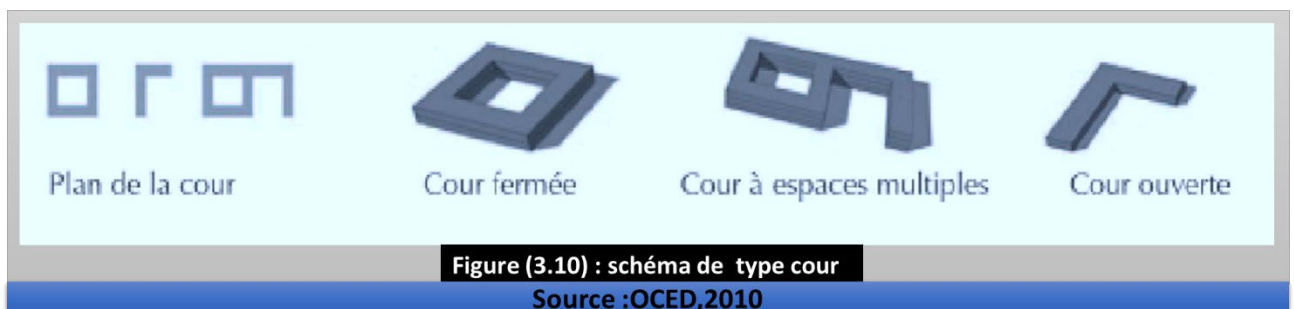 Plan de la cour
Cour fermée
Cour à espaces multiples
Cour ouverte
Figure (3.10) : schéma de type cour
Source :OCED,2010